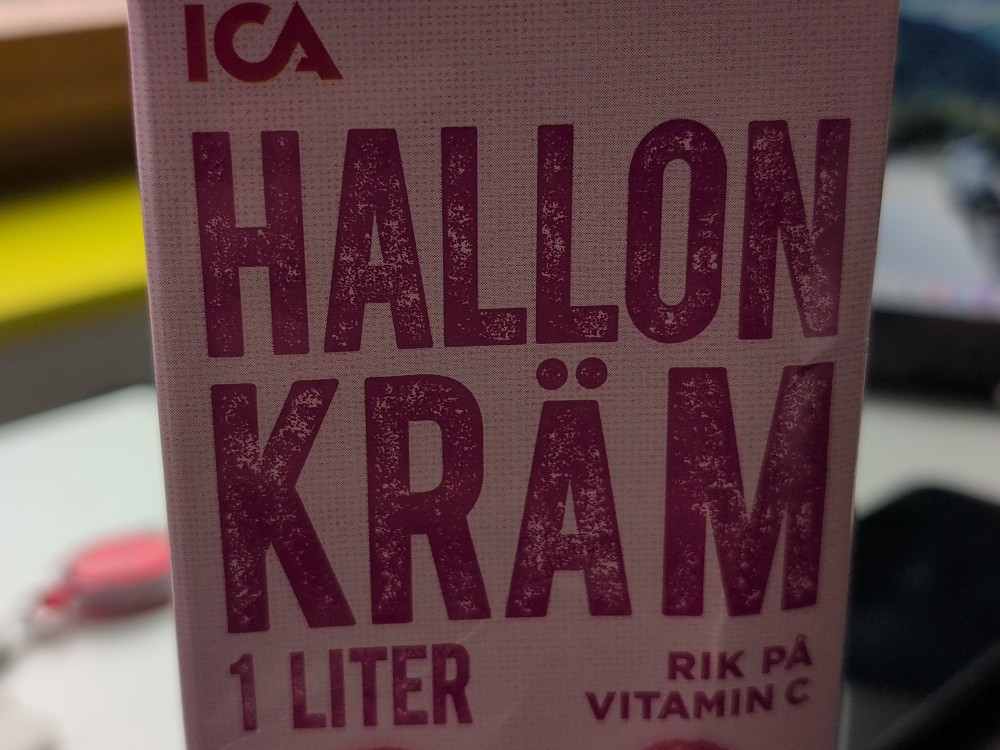 ICA
HALLON
KRÄM
1 LITER
RIK PÅ
VITAMIN C